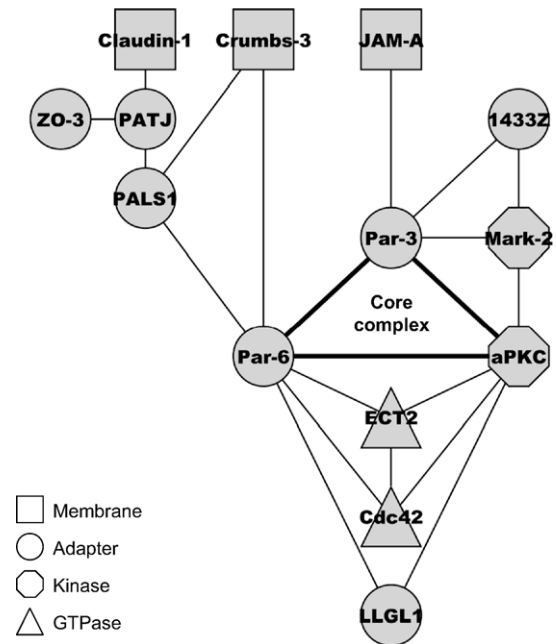 Claudin-1
Crumbs-3
JAM-A
ZO-3
PATJ
1433Z
PALS1
Par-3
Mark-2
Core
complex
Par-6
aPKC
ECT2
Cdc42
LLGL1
Membrane
Adapter
Kinase
GTPase